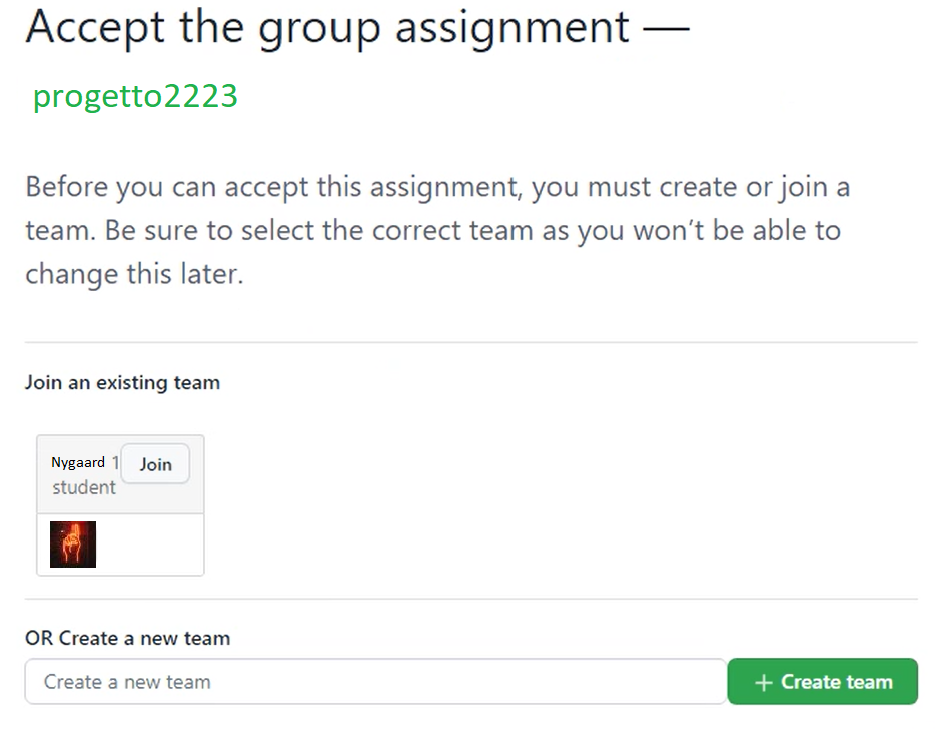 Accept the group assignment —
progetto2223
Before you can accept this assignment, you must create or join a
team. Be sure to select the correct team as you won’t be able to
change this later.
Join an existing team
Nygaard 1 Join
student
OR Create a new team
Create a new team + Create team